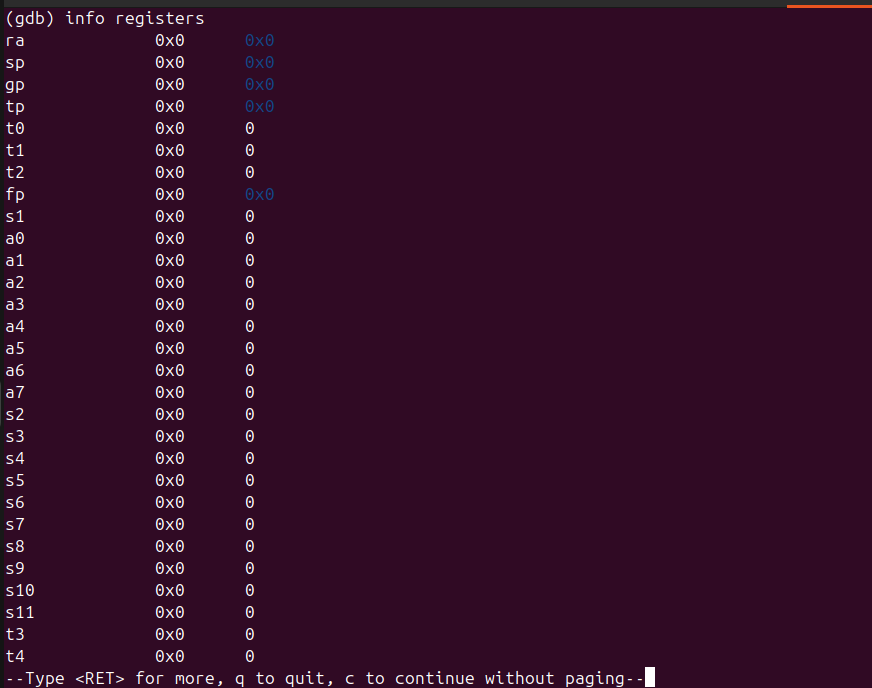 (gdb) info registers
ra 0x0 0x0
sp 0x0 0x0
gp 0x0 0x0
tp 0x0 0x0
t0 0x0 0
t1 0x0 0
t2 0x0 0
fp 0x0 0x0
s1 0x0 0
a0 0x0 0
a1 0x0 0
a2 0x0 0
a3 0x0 0
a4 0x0 0
a5 0x0 0
a6 0x0 0
a7 0x0 0
s2 0x0 0
s3 0x0 0
s4 0x0 0
s5 0x0 0
s6 0x0 0
s7 0x0 0
s8 0x0 0
s9 0x0 0
s10 0x0 0
s11 0x0 0
t3 0x0 0
t4 0x0 0
--Type <RET> for more, q to quit, c to continue without paging--